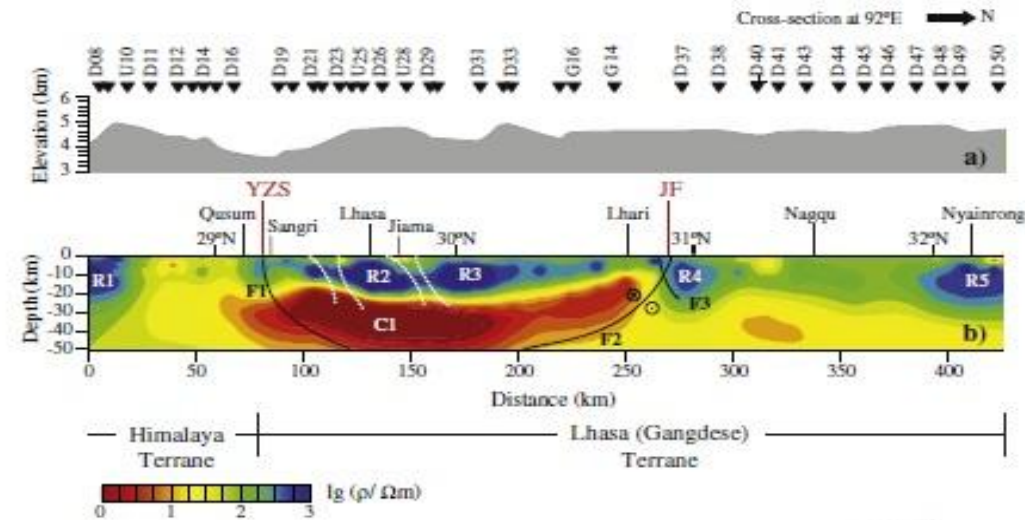 Cross-section at 92°E N
D08 U10 D11 D12 D14 D16 D19 D21 D23 U25 D26 U28 D29 D31 D33 G16 G14 D37 D38 D40 D41 D43 D44 D45 D46 D47 D48 D49 D50
Elevation (km)
6
5
4
3
a)
YZS JF
Qusum Lhasa Lhari Nagqu Nyainrong
29°N Sangri Jiama 30°N 31°N 32°N
Depth(km)
0
-10
-20
-30
-40
-50
R1 F1 R2 R3 C1 F2 R4 F3 R5
b)
0 50 100 150 200 250 300 350 400
Distance (km)
Himalaya Lhasa (Gangdese)
Terrane Terrane
lg (ρ/ Ωm)
0 1 2 3